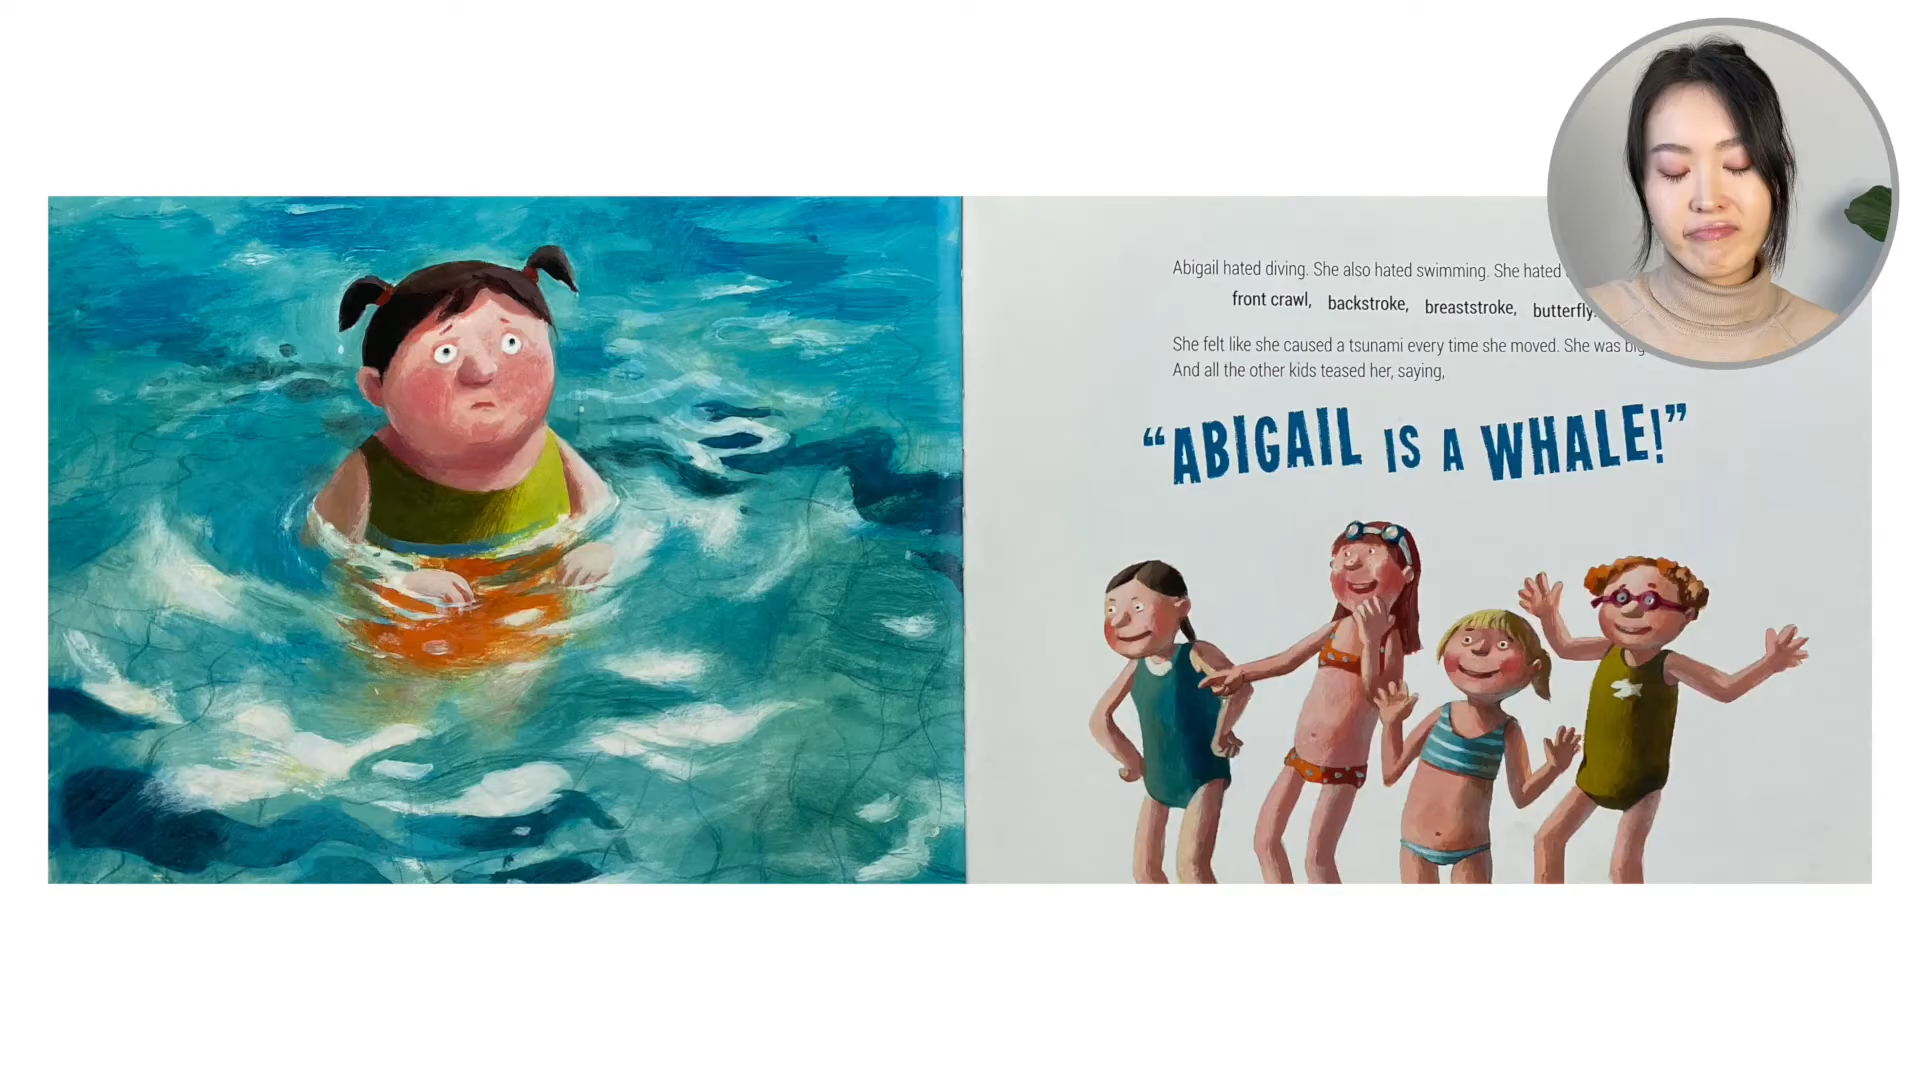 Abigail hated diving. She also hated swimming. She hated
front crawl, backstroke, breaststroke, butterfly.
She felt like she caused a tsunami every time she moved. She was
And all the other kids teased her, saying,
“ABIGAIL IS A WHALE!”